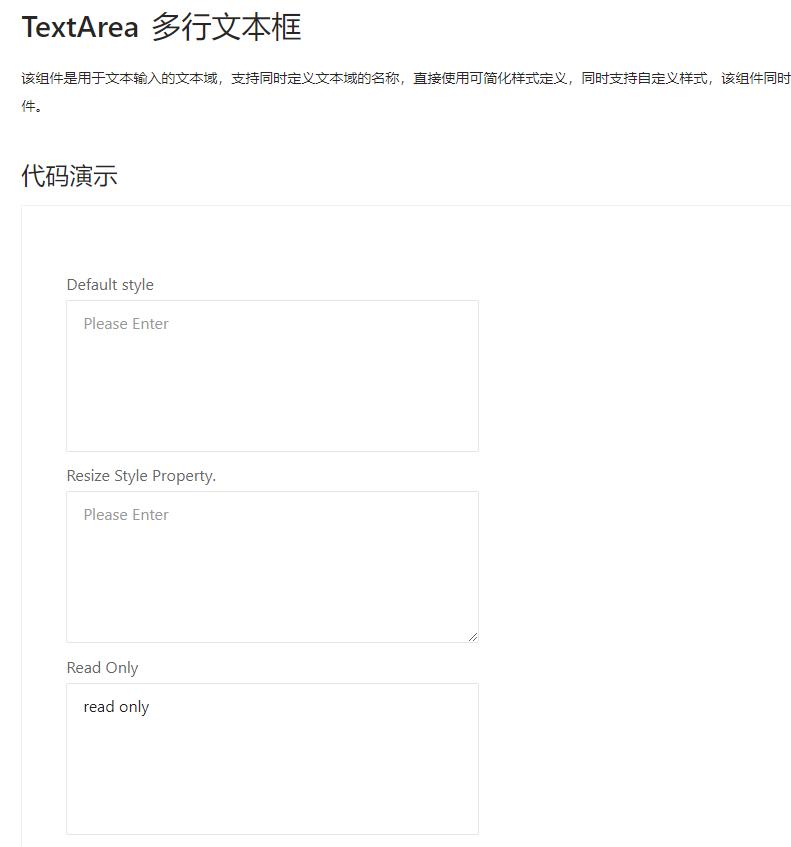 TextArea 多行文本框
该组件是用于文本输入的文本域，支持同时定义文本域的名称，直接使用可简化样式定义，同时支持自定义样式，该组件同时
件。
代码演示
Default style
Please Enter
Resize Style Property.
Please Enter
Read Only
read only